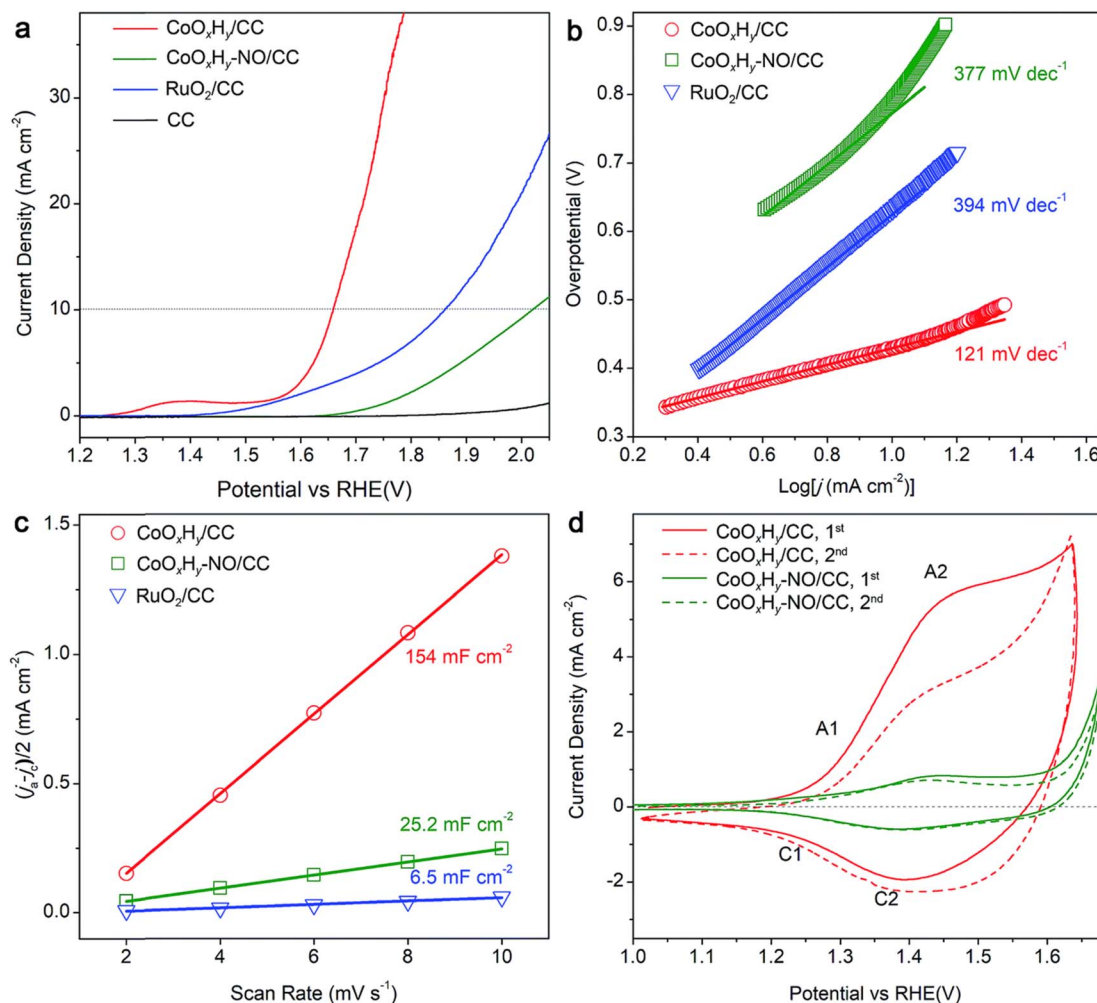 a
CoOxHy/CC
CoOxHy-NO/CC
RuO2/CC
CC
30
20
10
0
Current Density (mA cm-2)
1.2 1.3 1.4 1.5 1.6 1.7 1.8 1.9 2.0
Potential vs RHE(V)
b
CoOxHy/CC
CoOxHy-NO/CC
RuO2/CC
377 mV dec-1
394 mV dec-1
121 mV dec-1
0.9
0.8
0.7
0.6
0.5
0.4
0.3
Overpotential (V)
0.2 0.4 0.6 0.8 1.0 1.2 1.4 1.6
Log[j (mA cm-2)]
c
CoOxHy/CC
CoOxHy-NO/CC
RuO2/CC
154 mF cm-2
25.2 mF cm-2
6.5 mF cm-2
1.5
1.0
0.5
0.0
(ja-jc)/2 (mA cm-2)
2 4 6 8 10
Scan Rate (mV s-1)
d
CoOxHy/CC, 1st
CoOxHy/CC, 2nd
CoOxHy-NO/CC, 1st
CoOxHy-NO/CC, 2nd
A2
A1
C1
C2
6
4
2
0
-2
Current Density (mA cm-2)
1.0 1.1 1.2 1.3 1.4 1.5 1.6
Potential vs RHE(V)